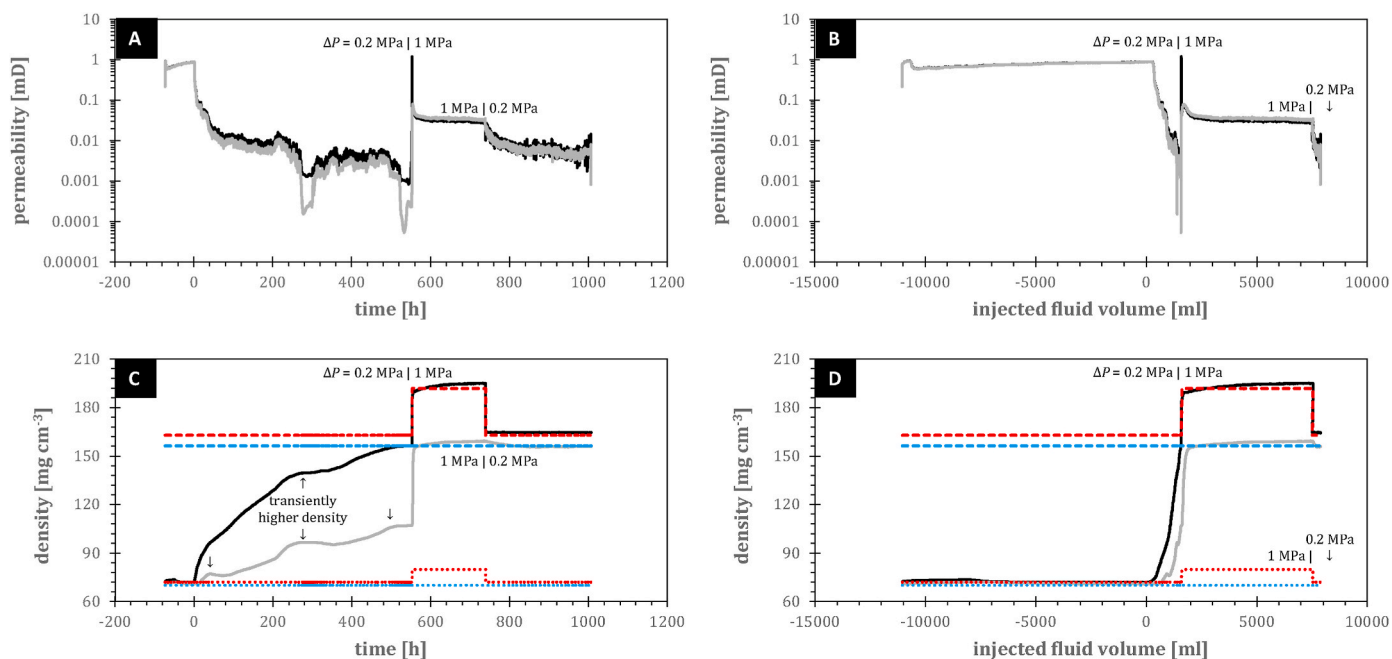 A
ΔP = 0.2 MPa | 1 MPa
1 MPa | 0.2 MPa
permeability [mD]
10
1
0.1
0.01
0.001
0.0001
0.00001
-200 0 200 400 600 800 1000 1200
time [h]
B
ΔP = 0.2 MPa | 1 MPa
0.2 MPa
1 MPa | ↓
permeability [mD]
10
1
0.1
0.01
0.001
0.0001
0.00001
-15000 -10000 -5000 0 5000 10000
injected fluid volume [ml]
C
ΔP = 0.2 MPa | 1 MPa
1 MPa | 0.2 MPa
↑
transiently
higher density
↓ ↓ ↓
density [mg cm⁻³]
210
180
150
120
90
60
-200 0 200 400 600 800 1000 1200
time [h]
D
ΔP = 0.2 MPa | 1 MPa
0.2 MPa
1 MPa | ↓
density [mg cm⁻³]
210
180
150
120
90
60
-15000 -10000 -5000 0 5000 10000
injected fluid volume [ml]